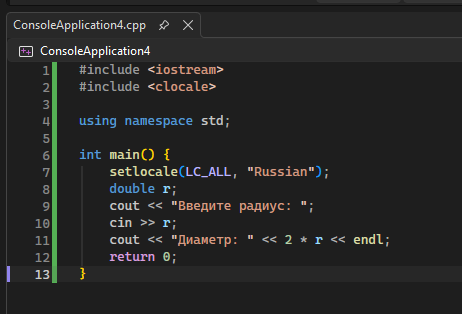 ConsoleApplication4.cpp
ConsoleApplication4
1 #include <iostream>
2 #include <clocale>
3
4 using namespace std;
5
6 int main() {
7 setlocale(LC_ALL, "Russian");
8 double r;
9 cout << "Введите радиус: ";
10 cin >> r;
11 cout << "Диаметр: " << 2 * r << endl;
12 return 0;
13 }